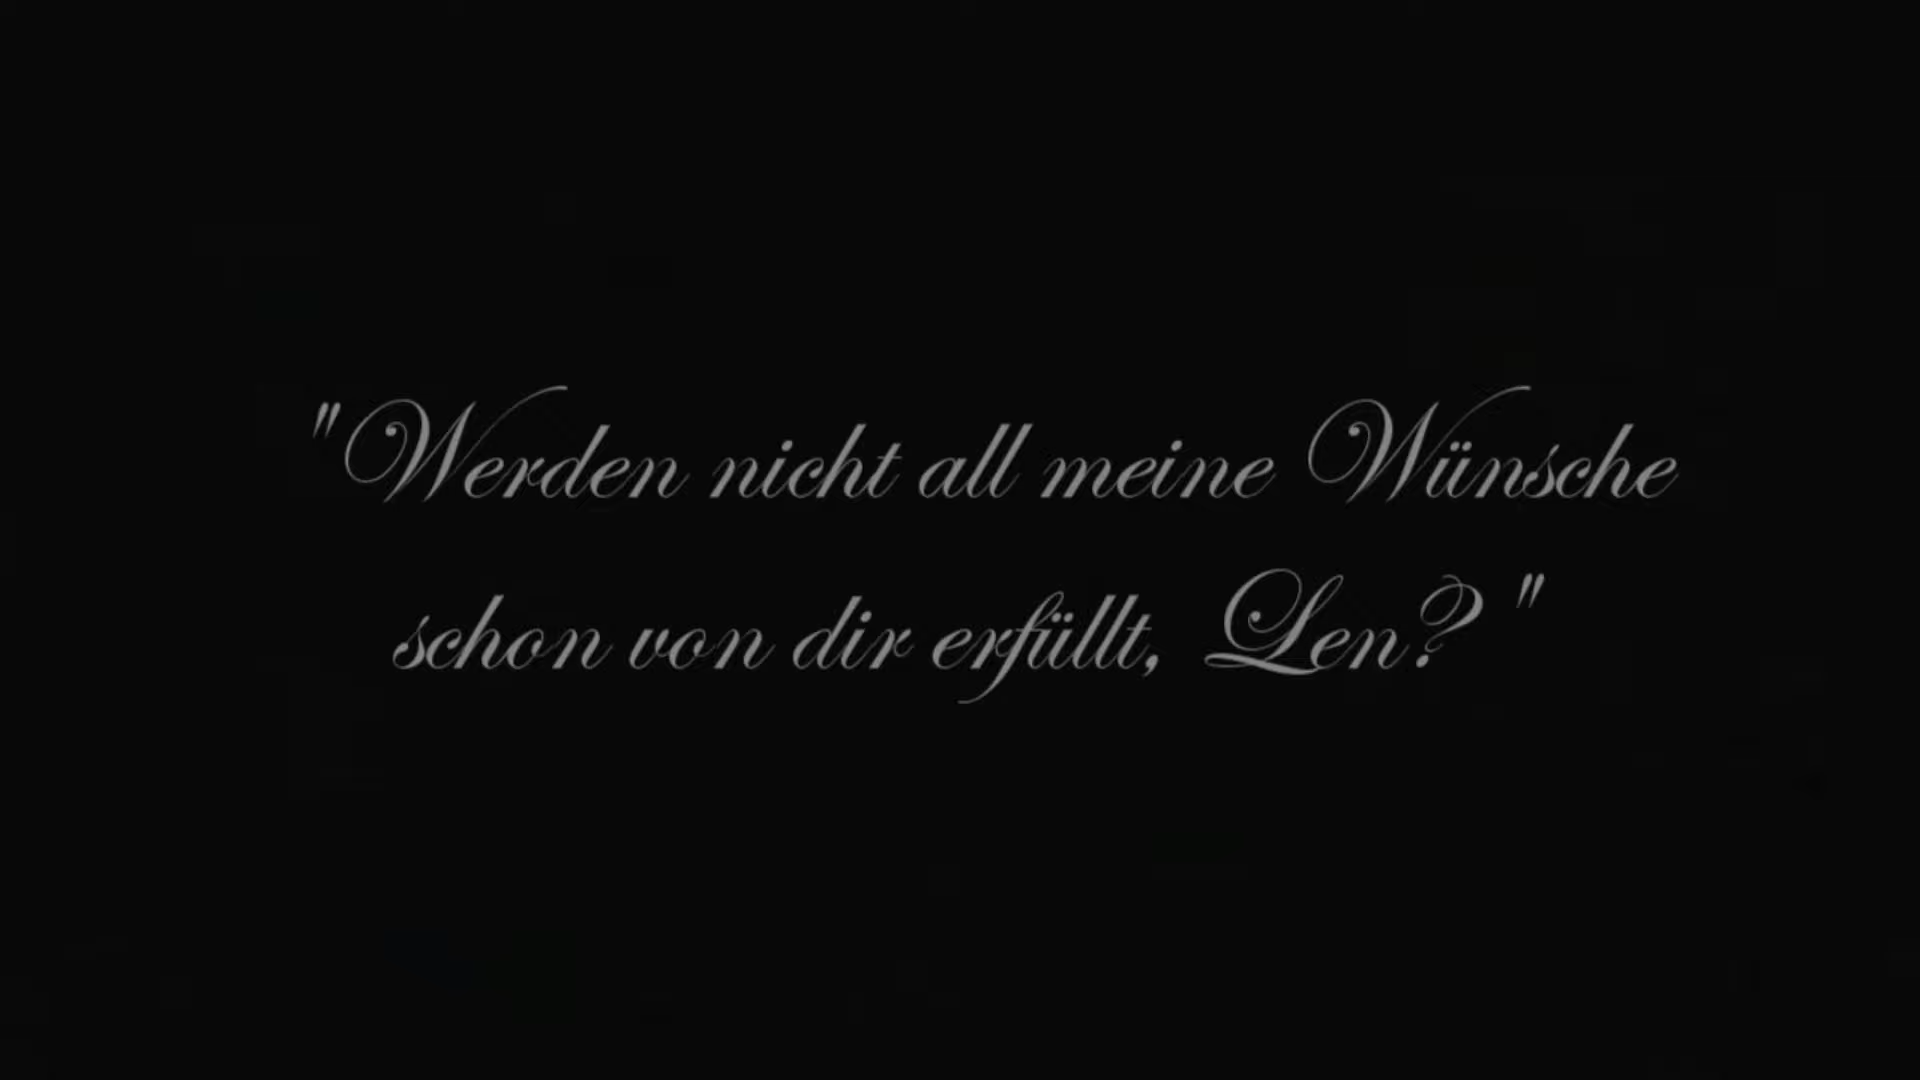 "Werden nicht all meine Wünsche
schon von dir erfüllt, Len? "